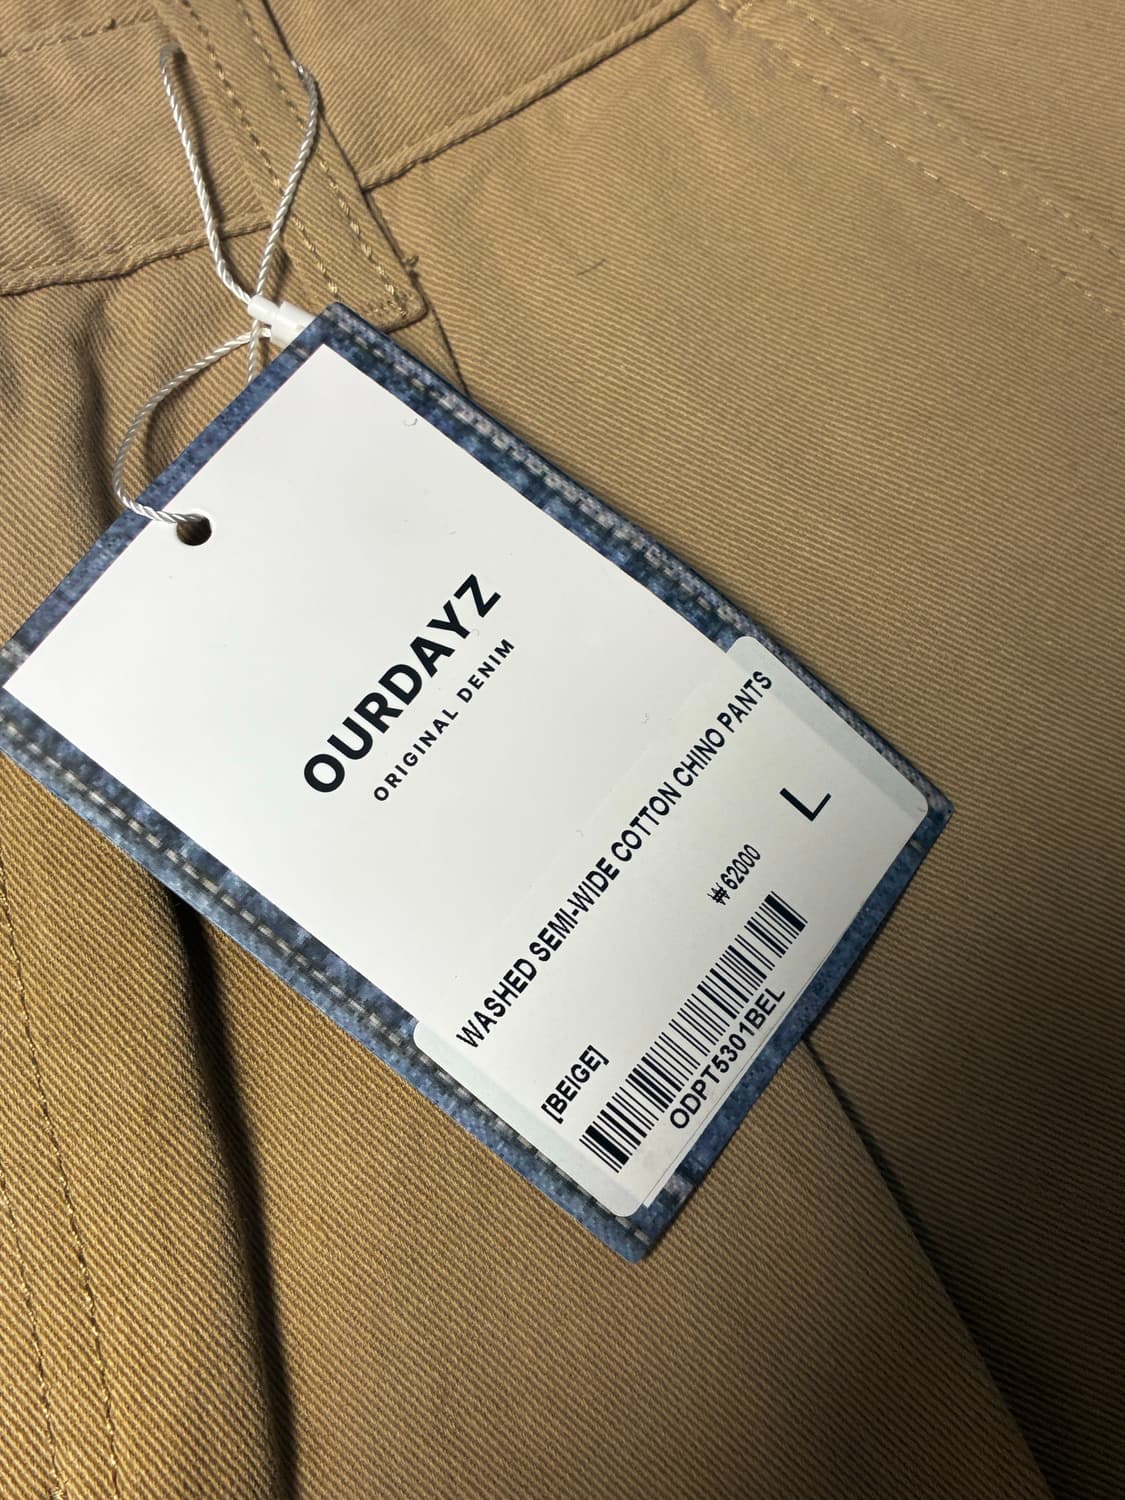 OURDAYZ
ORIGINAL DENIM
WASHED SEMI-WIDE COTTON CHINO PANTS
[BEIGE]
₩ 62000
L
ODPT5301BEL